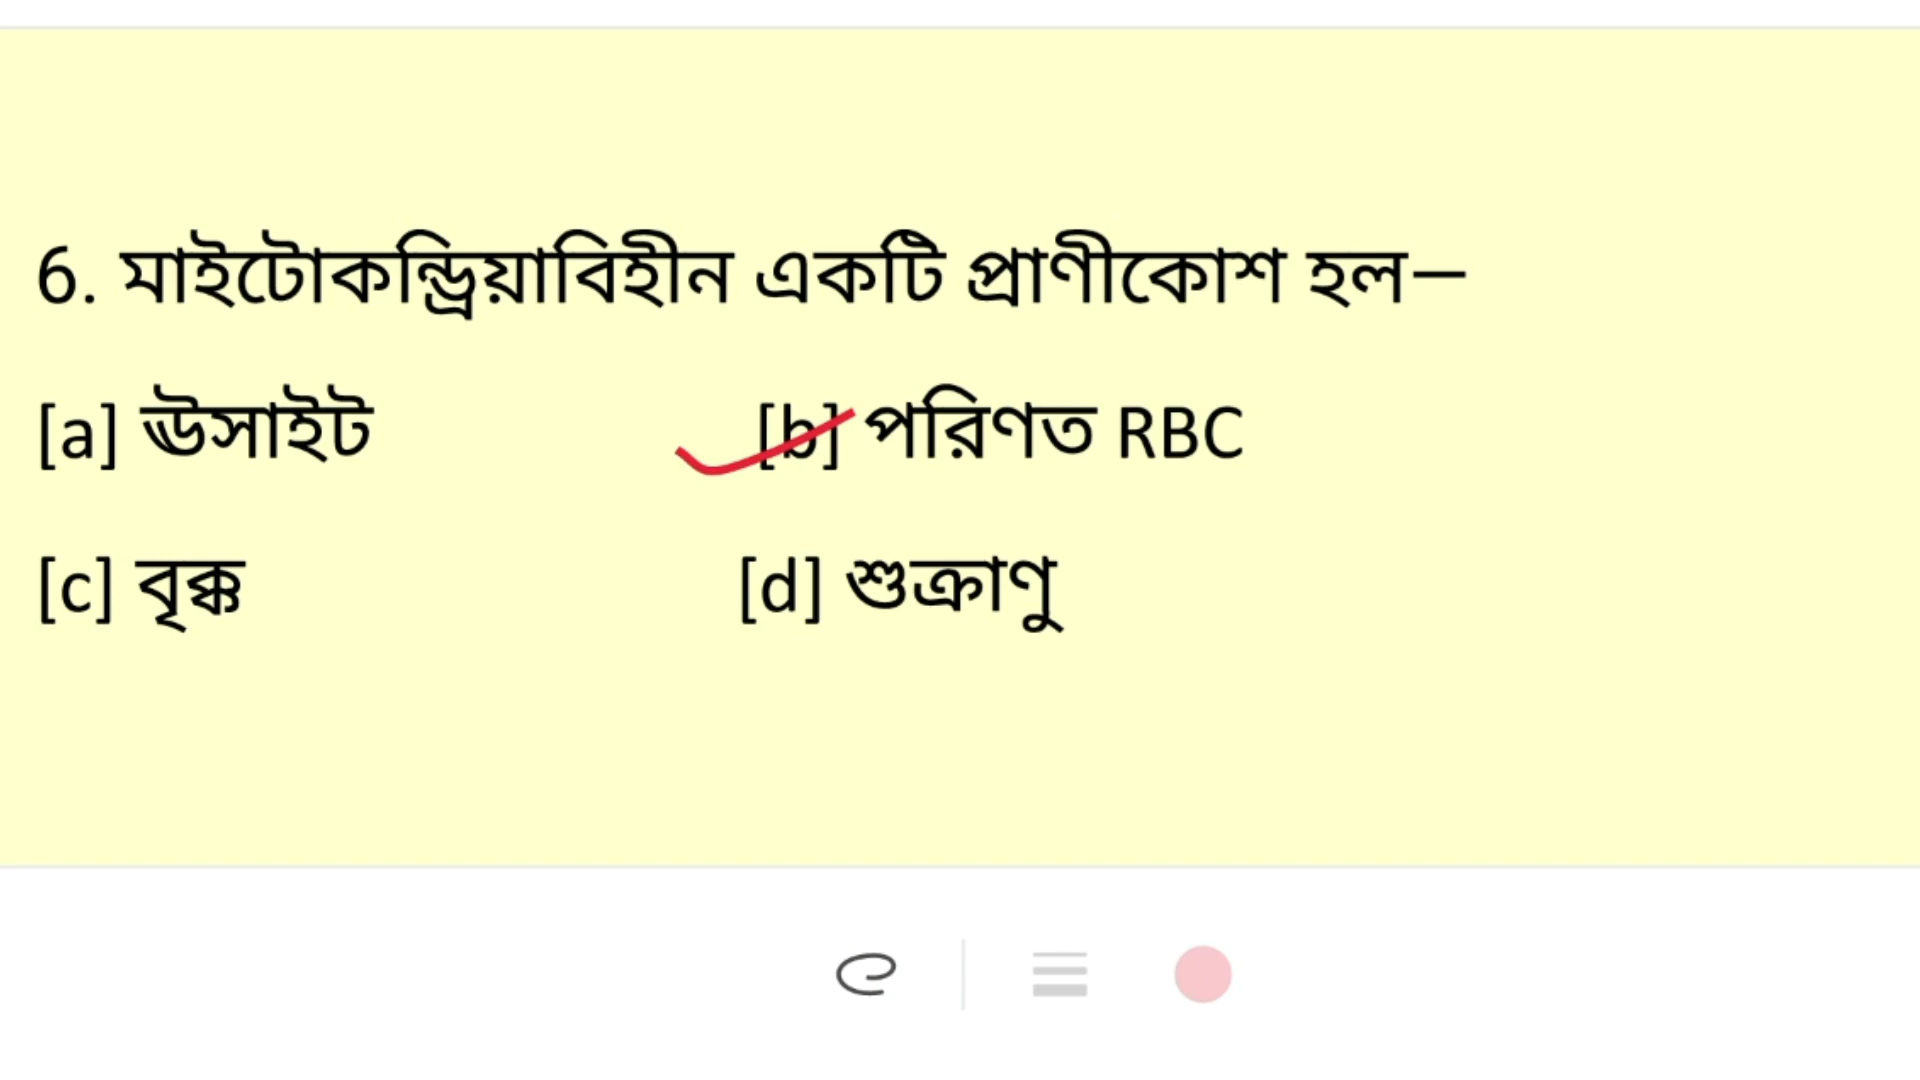 6. মাইটোকন্ড্রিয়াবিহীন একটি প্রাণীকোশ হল—
[a] ঊসাইট [b] পরিণত RBC
[c] বৃক্ক [d] শুক্রাণু